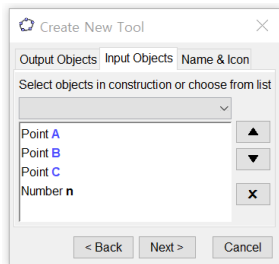 Create New Tool
Output Objects Input Objects Name & Icon
Select objects in construction or choose from list
Point A
Point B
Point C
Number n
X
< Back Next > Cancel